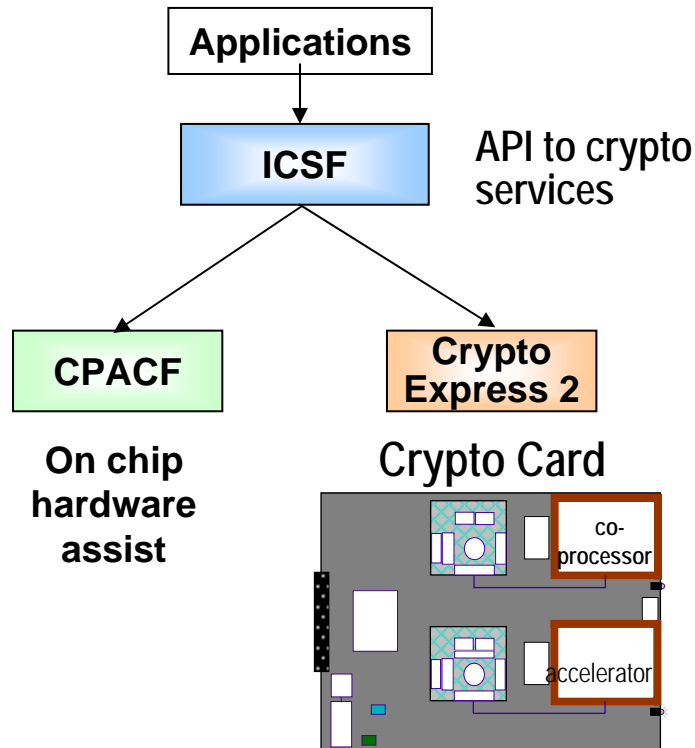 Applications
ICSF
API to crypto
services
CPACF
Crypto
Express 2
On chip
hardware
assist
Crypto Card
co-
processor
accelerator